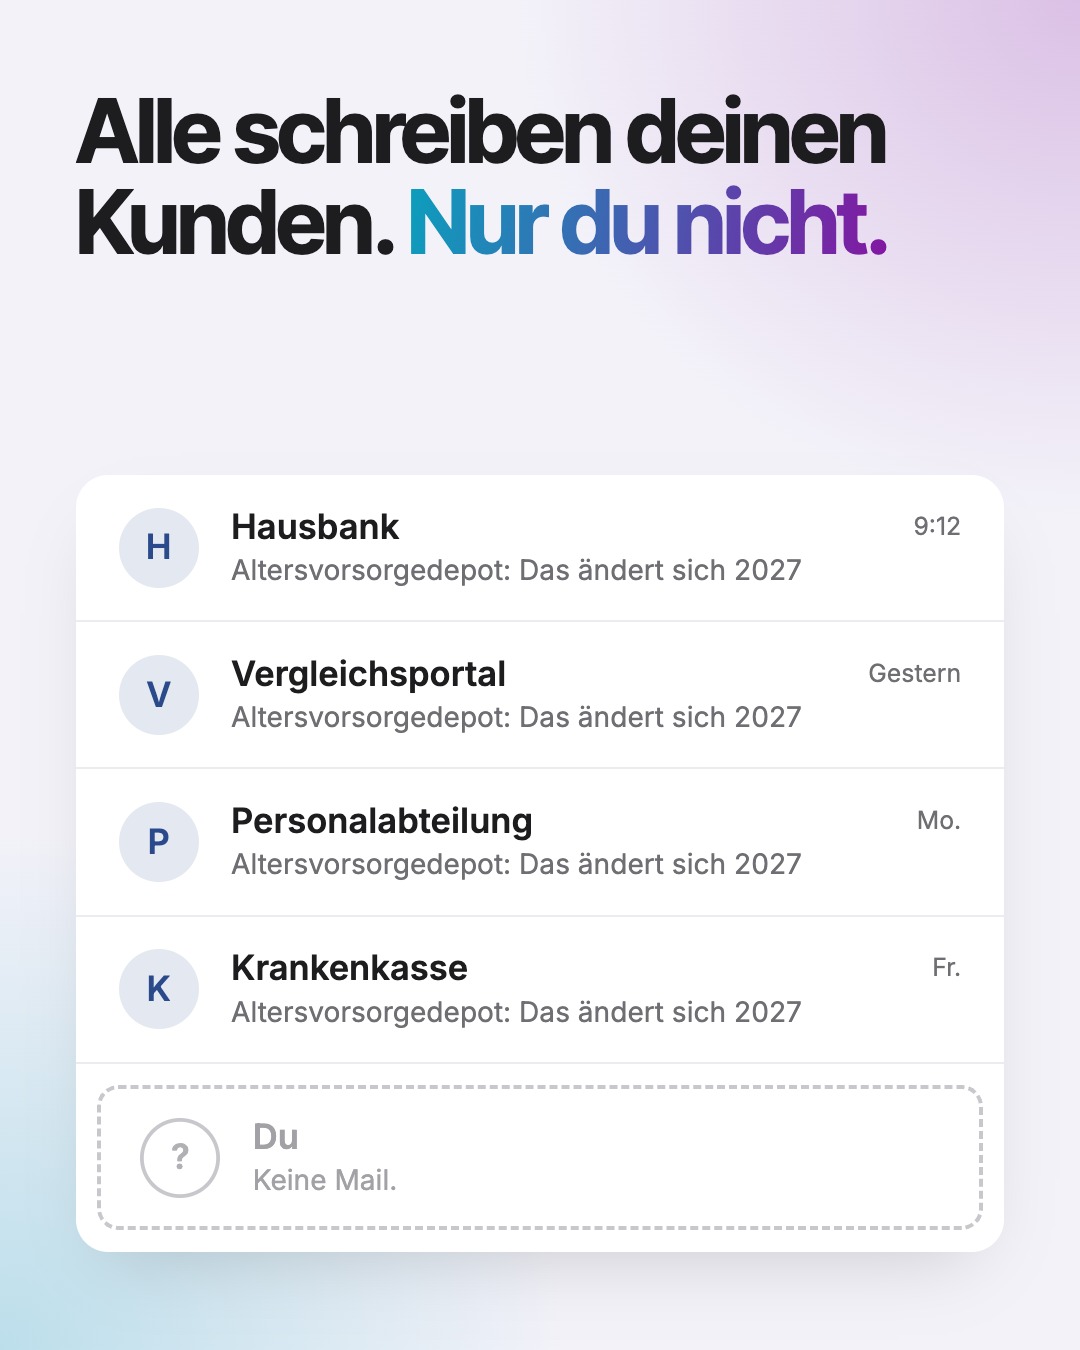 Alle schreiben deinen
Kunden. Nur du nicht.
H
Hausbank
9:12
Altersvorsorgedepot: Das ändert sich 2027
V
Vergleichsportal
Gestern
Altersvorsorgedepot: Das ändert sich 2027
P
Personalabteilung
Mo.
Altersvorsorgedepot: Das ändert sich 2027
K
Krankenkasse
Fr.
Altersvorsorgedepot: Das ändert sich 2027
?
Du
Keine Mail.